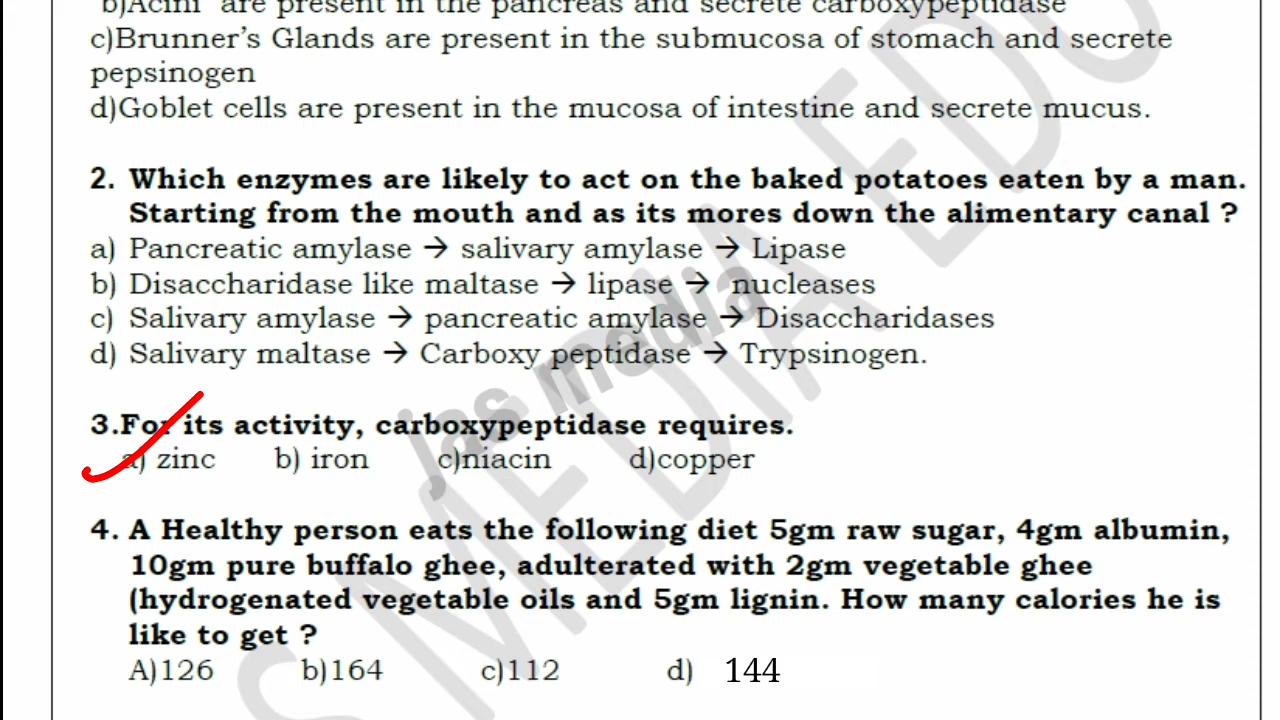 b)Acini are present in the pancreas and secrete carboxypeptidase
c)Brunner’s Glands are present in the submucosa of stomach and secrete
pepsinogen
d)Goblet cells are present in the mucosa of intestine and secrete mucus.
2. Which enzymes are likely to act on the baked potatoes eaten by a man.
Starting from the mouth and as its mores down the alimentary canal ?
a) Pancreatic amylase → salivary amylase → Lipase
b) Disaccharidase like maltase → lipase → nucleases
c) Salivary amylase → pancreatic amylase → Disaccharidases
d) Salivary maltase → Carboxy peptidase → Trypsinogen.
jas media
3.For its activity, carboxypeptidase requires.
a) zinc b) iron c)niacin d)copper
4. A Healthy person eats the following diet 5gm raw sugar, 4gm albumin,
10gm pure buffalo ghee, adulterated with 2gm vegetable ghee
(hydrogenated vegetable oils and 5gm lignin. How many calories he is
like to get ?
A)126 b)164 c)112 d) 144
S MEDIA EDU